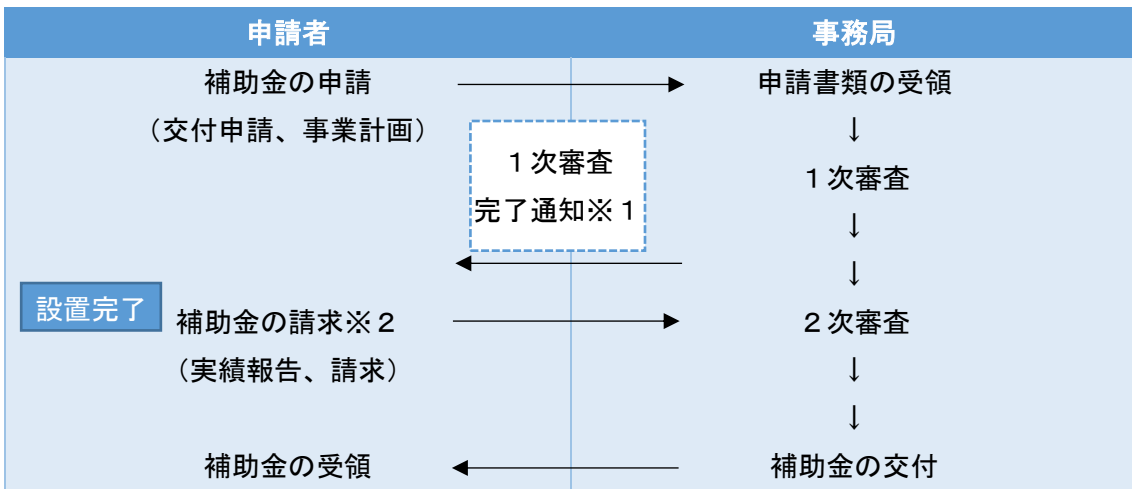 申請者
事務局
補助金の申請
申請書類の受領
（交付申請、事業計画）
↓
１次審査
完了通知※１
１次審査
↓
↓
設置完了
補助金の請求※２
２次審査
（実績報告、請求）
↓
↓
補助金の受領
補助金の交付